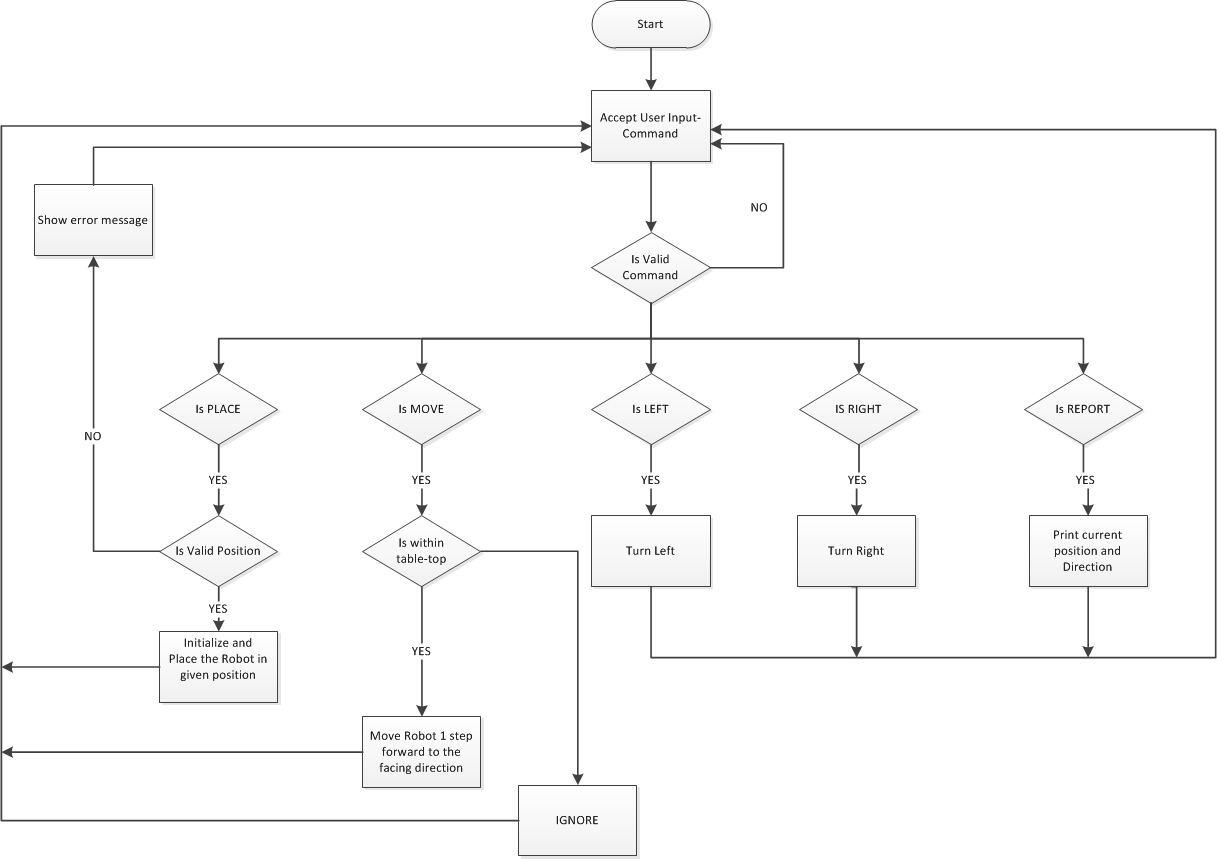 Start
Accept User Input-
Command
Show error message
NO
Is Valid
Command
Is PLACE
Is MOVE
Is LEFT
IS RIGHT
Is REPORT
NO
YES
YES
YES
YES
YES
Is Valid Position
Is within
table-top
Turn Left
Turn Right
Print current
position and
Direction
YES
Initialize and
Place the Robot in
given position
YES
Move Robot 1 step
forward to the
facing direction
IGNORE